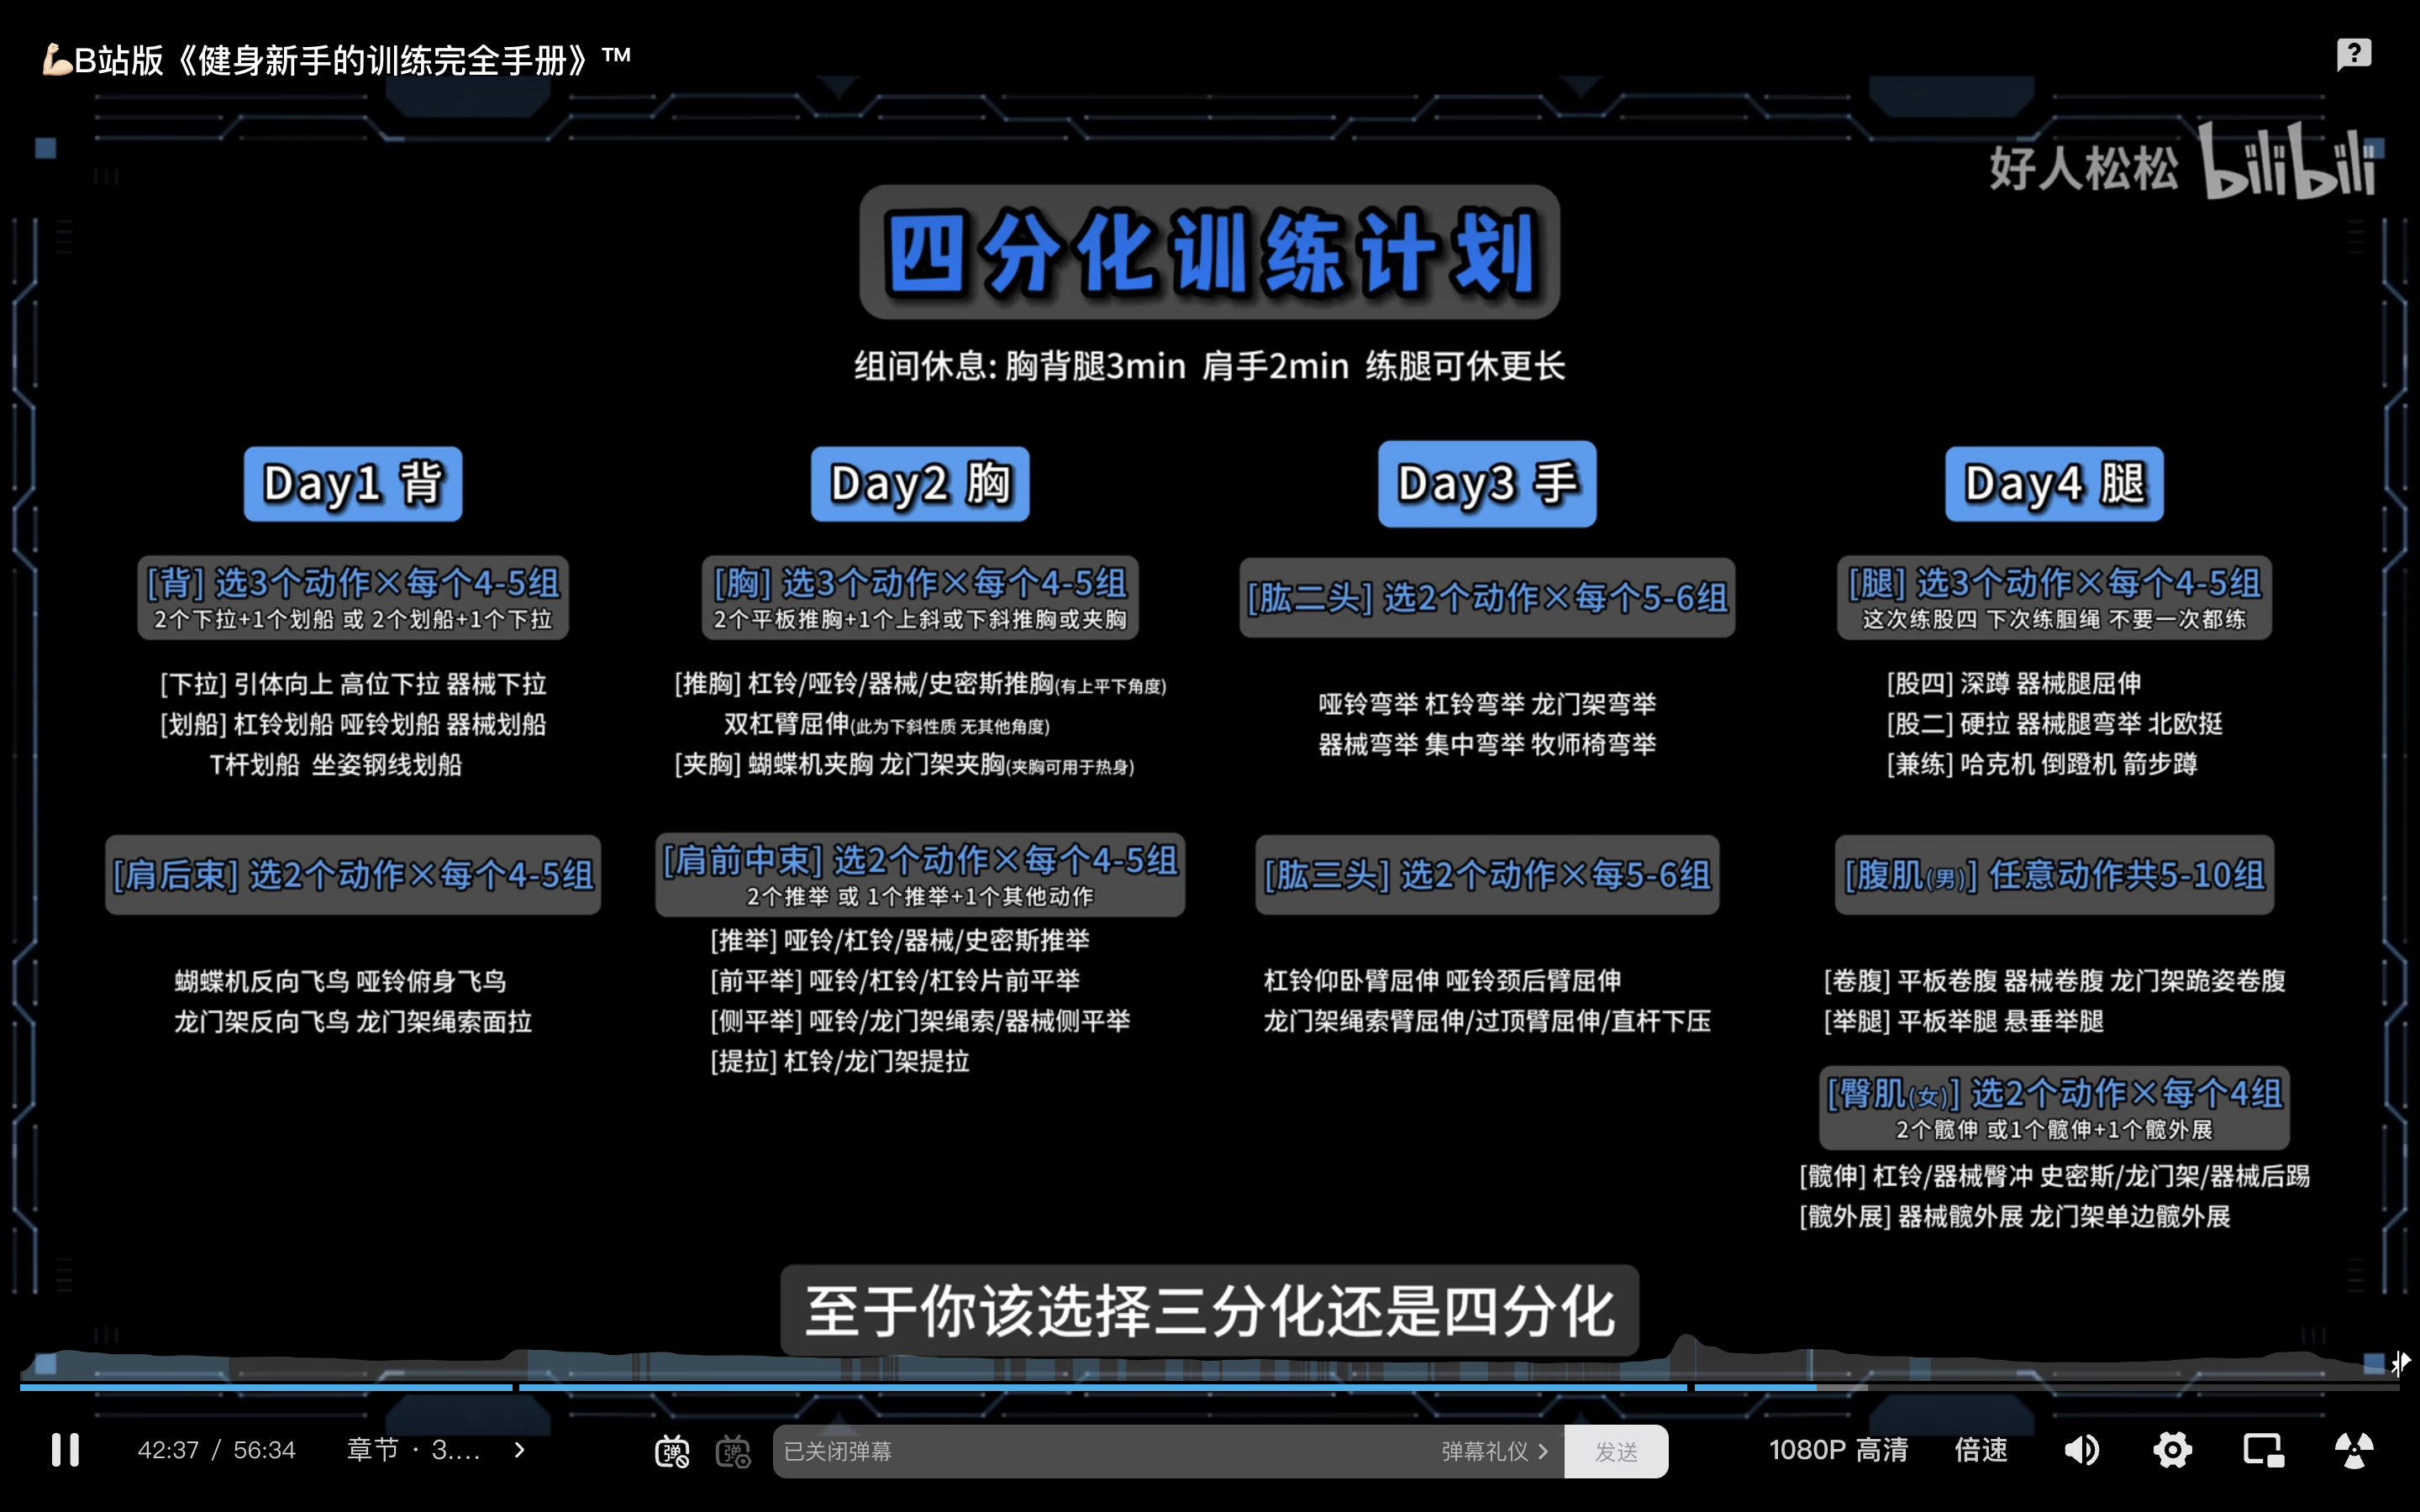 💪🏻B站版《健身新手的训练完全手册》™
好人松松 bilibili
四分化训练计划
组间休息: 胸背腿3min 肩手2min 练腿可休更长
Day1 背
[背] 选3个动作×每个4-5组
2个下拉+1个划船 或 2个划船+1个下拉
[下拉] 引体向上 高位下拉 器械下拉
[划船] 杠铃划船 哑铃划船 器械划船
T杆划船 坐姿钢线划船
[肩后束] 选2个动作×每个4-5组
蝴蝶机反向飞鸟 哑铃俯身飞鸟
龙门架反向飞鸟 龙门架绳索面拉
Day2 胸
[胸] 选3个动作×每个4-5组
2个平板推胸+1个上斜或下斜推胸或夹胸
[推胸] 杠铃/哑铃/器械/史密斯推胸(有上平下角度)
双杠臂屈伸(此为下斜性质 无其他角度)
[夹胸] 蝴蝶机夹胸 龙门架夹胸(夹胸可用于热身)
[肩前中束] 选2个动作×每个4-5组
2个推举 或 1个推举+1个其他动作
[推举] 哑铃/杠铃/器械/史密斯推举
[前平举] 哑铃/杠铃/杠铃片前平举
[侧平举] 哑铃/龙门架绳索/器械侧平举
[提拉] 杠铃/龙门架提拉
Day3 手
[肱二头] 选2个动作×每个5-6组
哑铃弯举 杠铃弯举 龙门架弯举
器械弯举 集中弯举 牧师椅弯举
[肱三头] 选2个动作×每5-6组
杠铃仰卧臂屈伸 哑铃颈后臂屈伸
龙门架绳索臂屈伸/过顶臂屈伸/直杆下压
Day4 腿
[腿] 选3个动作×每个4-5组
这次练股四 下次练腘绳 不要一次都练
[股四] 深蹲 器械腿屈伸
[股二] 硬拉 器械腿弯举 北欧挺
[兼练] 哈克机 倒蹬机 箭步蹲
[腹肌(男)] 任意动作共5-10组
[卷腹] 平板卷腹 器械卷腹 龙门架跪姿卷腹
[举腿] 平板举腿 悬垂举腿
[臀肌(女)] 选2个动作×每个4组
2个髋伸 或1个髋伸+1个髋外展
[髋伸] 杠铃/器械臀冲 史密斯/龙门架/器械后踢
[髋外展] 器械髋外展 龙门架单边髋外展
至于你该选择三分化还是四分化
42:37 / 56:34 章节 · 3.... 弹 弹 已关闭弹幕 弹幕礼仪 发送 1080P 高清 倍速